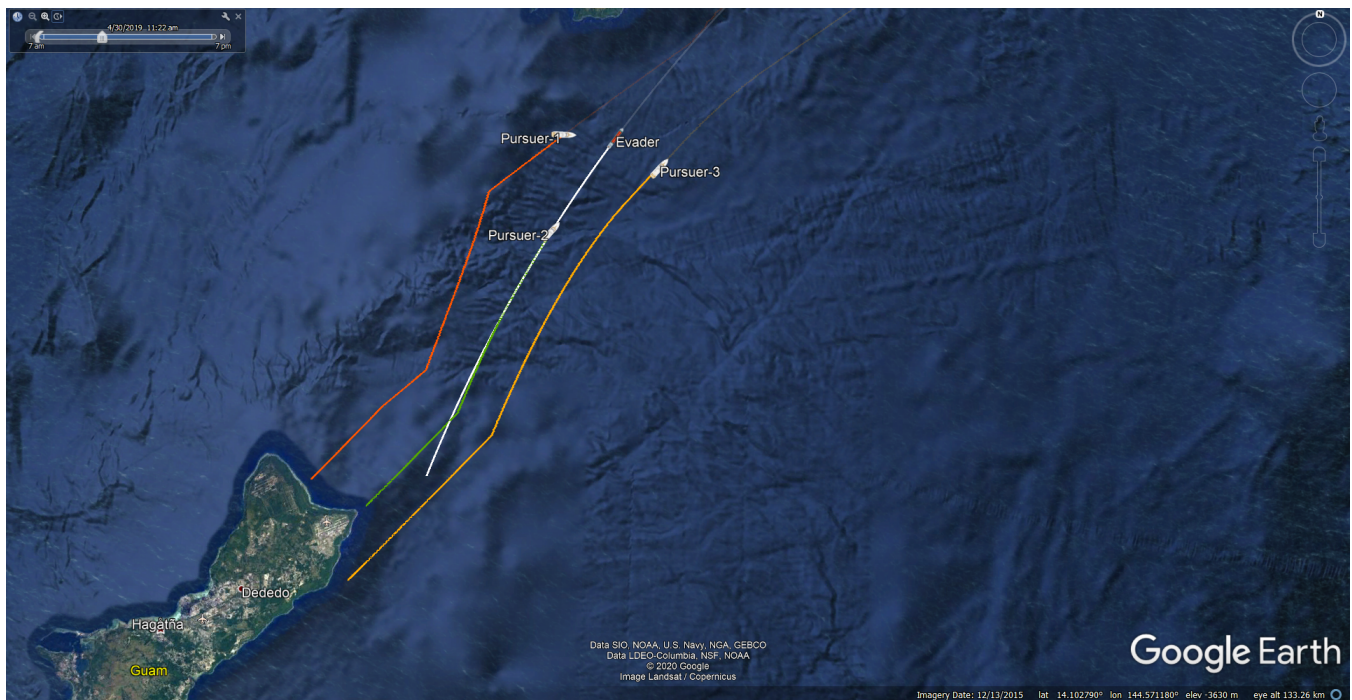 4/30/2019 11:22 am
7 am
7 pm
N
Pursuer-1
Evader
Pursuer-3
Pursuer-2
Dededo
Hagatña
Guam
Data SIO, NOAA, U.S. Navy, NGA, GEBCO
Data LDEO-Columbia, NSF, NOAA
© 2020 Google
Image Landsat / Copernicus
Google Earth
Imagery Date: 12/13/2015 lat 14.102790° lon 144.571180° elev -3630 m eye alt 133.26 km